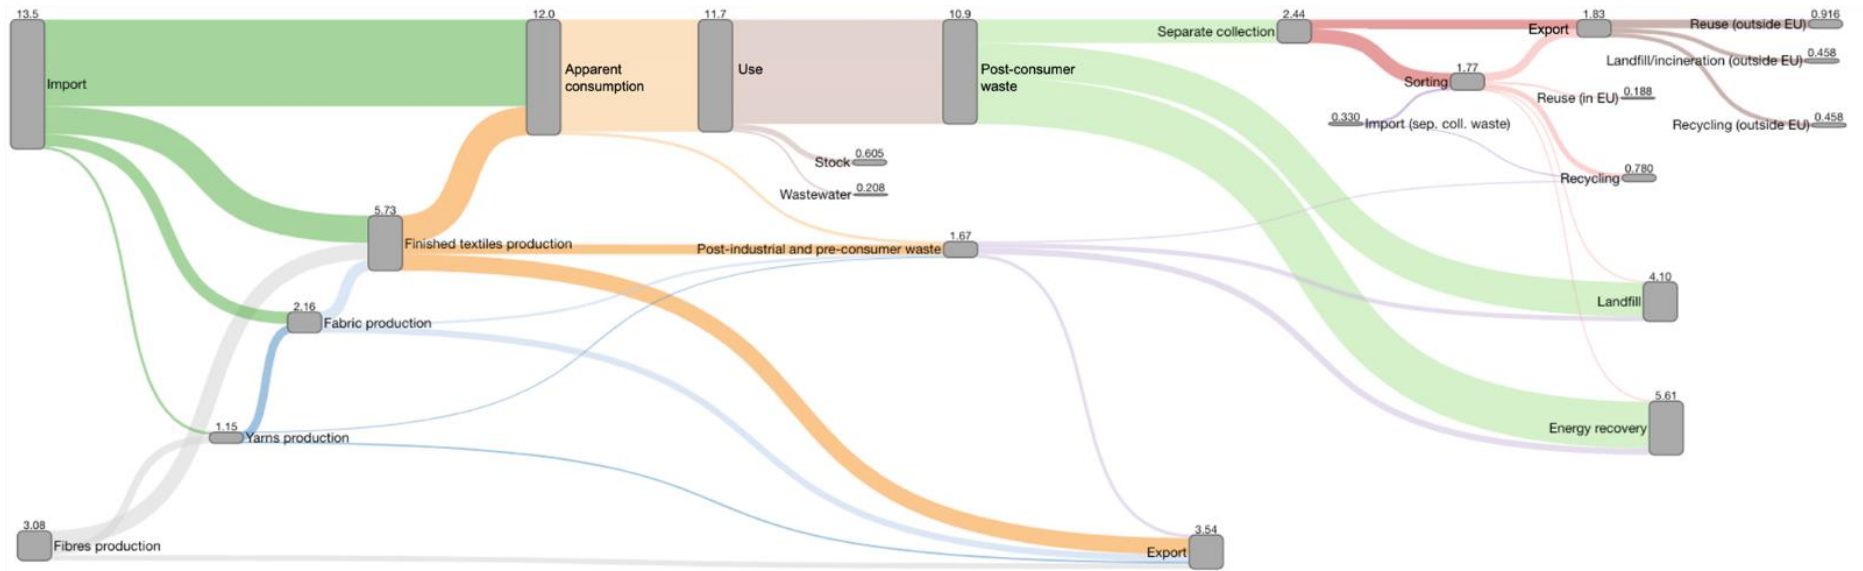 13.5
Import
12.0
Apparent
consumption
11.7
Use
10.9
Post-consumer
waste
Separate collection
2.44
Export
1.83
Reuse (outside EU)
0.916
Landfill/incineration (outside EU)
0.458
Sorting
1.77
Reuse (in EU)
0.188
0.330
Import (sep. coll. waste)
Recycling (outside EU)
0.458
Stock
0.605
Wastewater
0.208
Recycling
0.780
5.73
Finished textiles production
Post-industrial and pre-consumer waste
1.67
2.16
Fabric production
Landfill
4.10
1.15
Yarns production
Energy recovery
5.61
3.08
Fibres production
Export
3.54